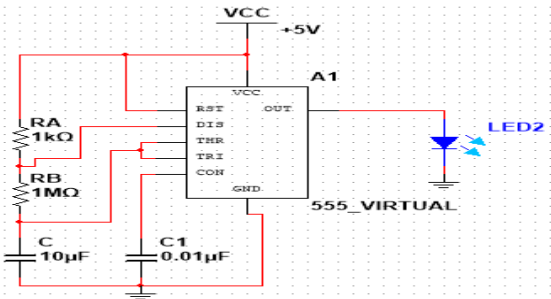 VCC
+5V
A1
VCC
RST OUT
DIS
THR
TRI
CON
GND
555_VIRTUAL
LED2
RA
1kΩ
RB
1MΩ
C
10µF
C1
0.01µF